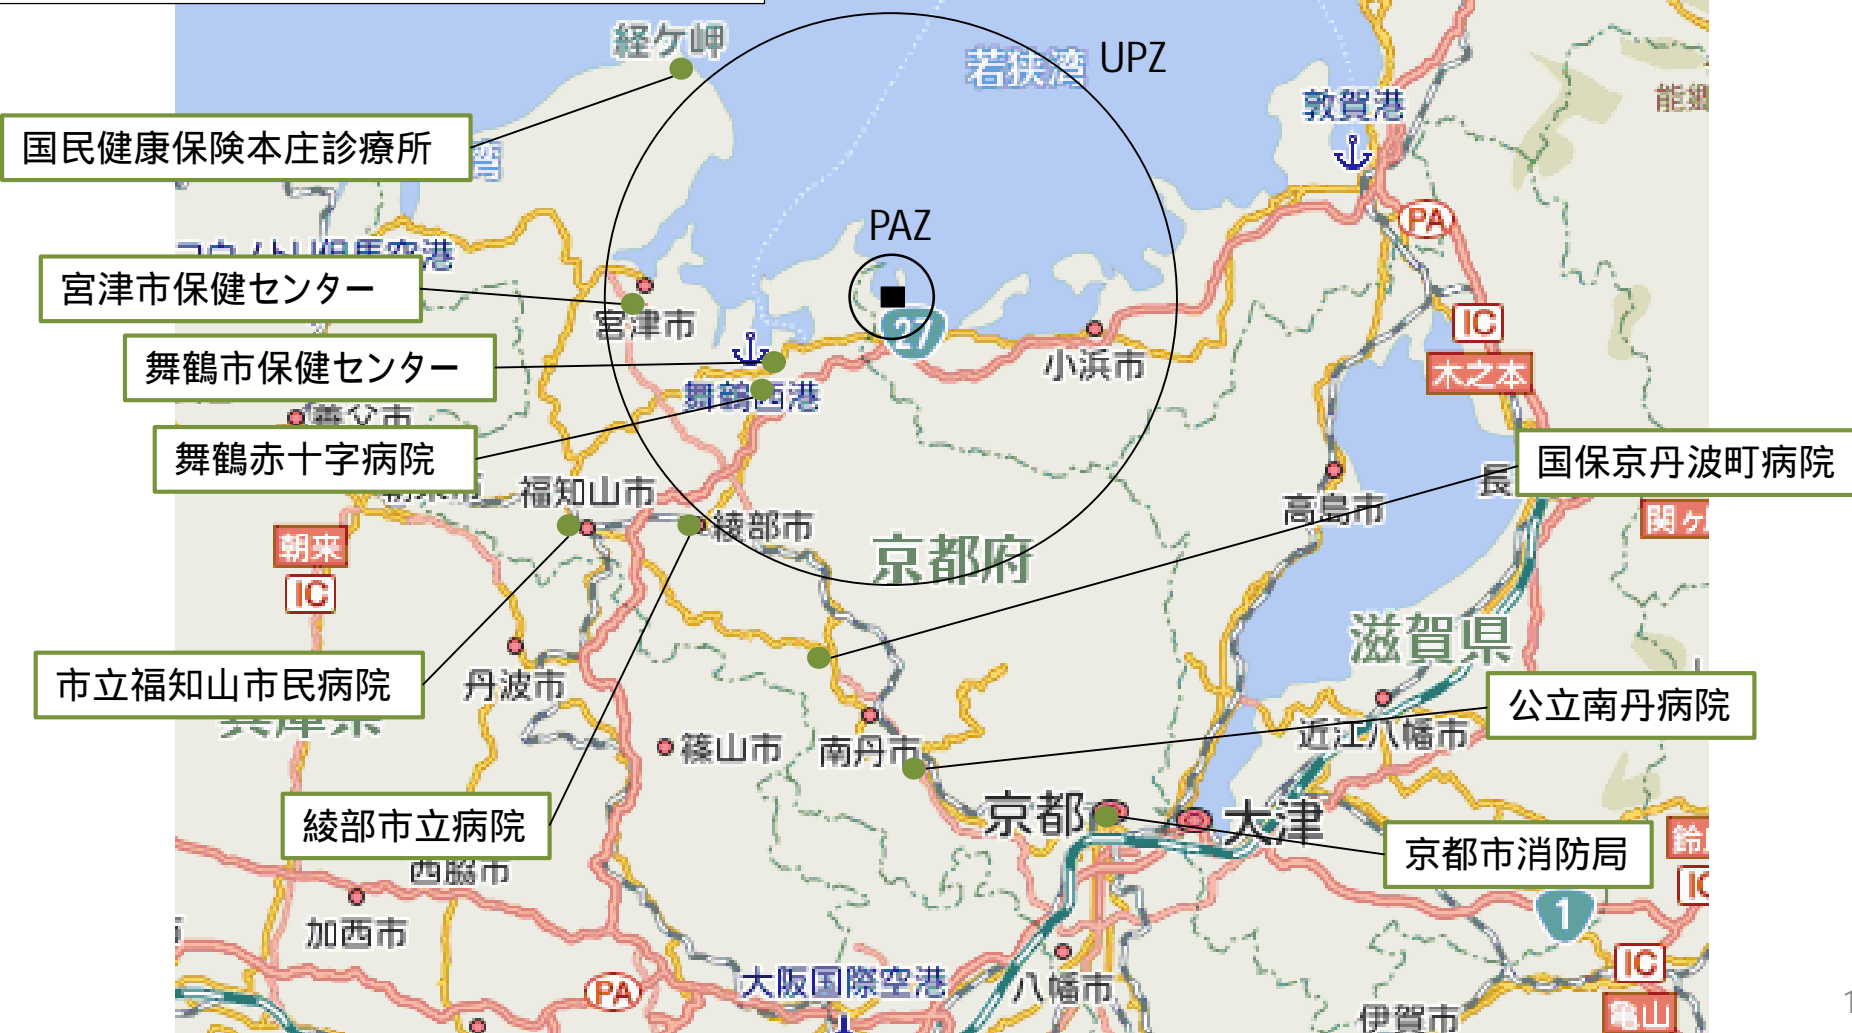 経ケ岬
若狭湾
UPZ
敦賀港
国民健康保険本庄診療所
湾
PAZ
PA
宮津市保健センター
宮津市
27
IC
小浜市
木之本
舞鶴市保健センター
舞鶴西港
舞鶴赤十字病院
国保京丹波町病院
福知山市
長
高島市
綾部市
朝来
IC
京都府
滋賀県
市立福知山市民病院
丹波市
公立南丹病院
兵庫県
篠山市
南丹市
近江八幡市
綾部市立病院
京都
大津
京都市消防局
西脇市
1
加西市
IC
PA
大阪国際空港
八幡市
伊賀市
亀山